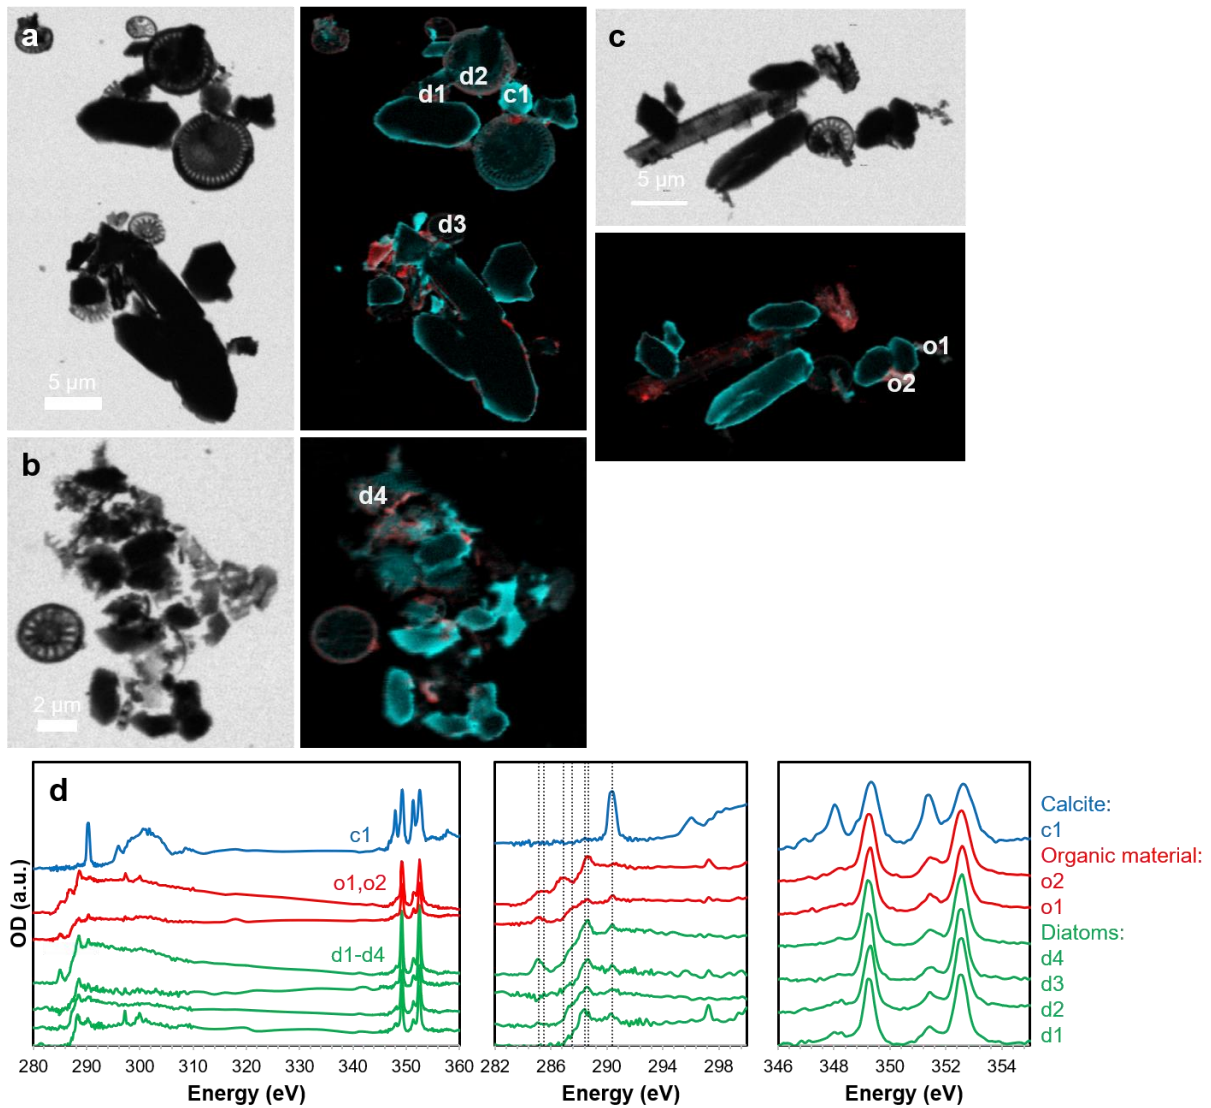 a
d2
d1
c1
d3
5 µm
c
5 µm
o1
o2
b
d4
2 µm
d
c1
o1,o2
d1-d4
OD (a.u.)
280 290 300 310 320 330 340 350 360
Energy (eV)
282 286 290 294 298
Energy (eV)
346 348 350 352 354
Energy (eV)
Calcite:
c1
Organic material:
o2
o1
Diatoms:
d4
d3
d2
d1